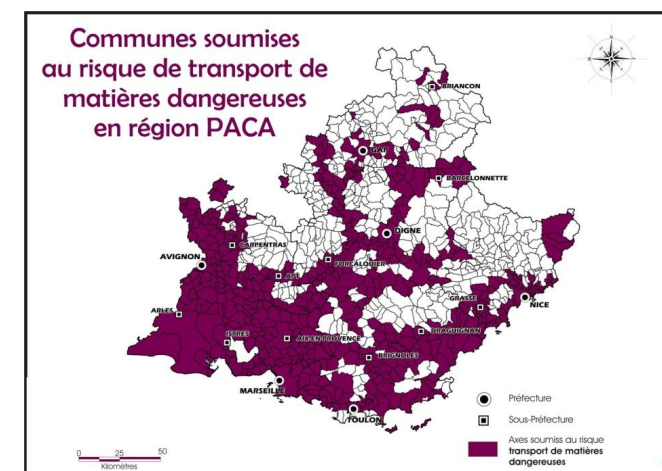 Communes soumises
au risque de transport de
matières dangereuses
en région PACA
N
BRIANCON
GAP
BARCELONNETTE
DIGNE
CARPENTRAS
FORCALQUIER
AVIGNON
APT
GRASSE
NICE
ARLES
DRAGUIGNAN
ISTRES
AIX-EN-PROVENCE
BRIGNOLES
MARSEILLE
TOULON
Préfecture
Sous-Préfecture
Axes soumis au risque
transport de matières
dangereuses
0 25 50
Kilomètres